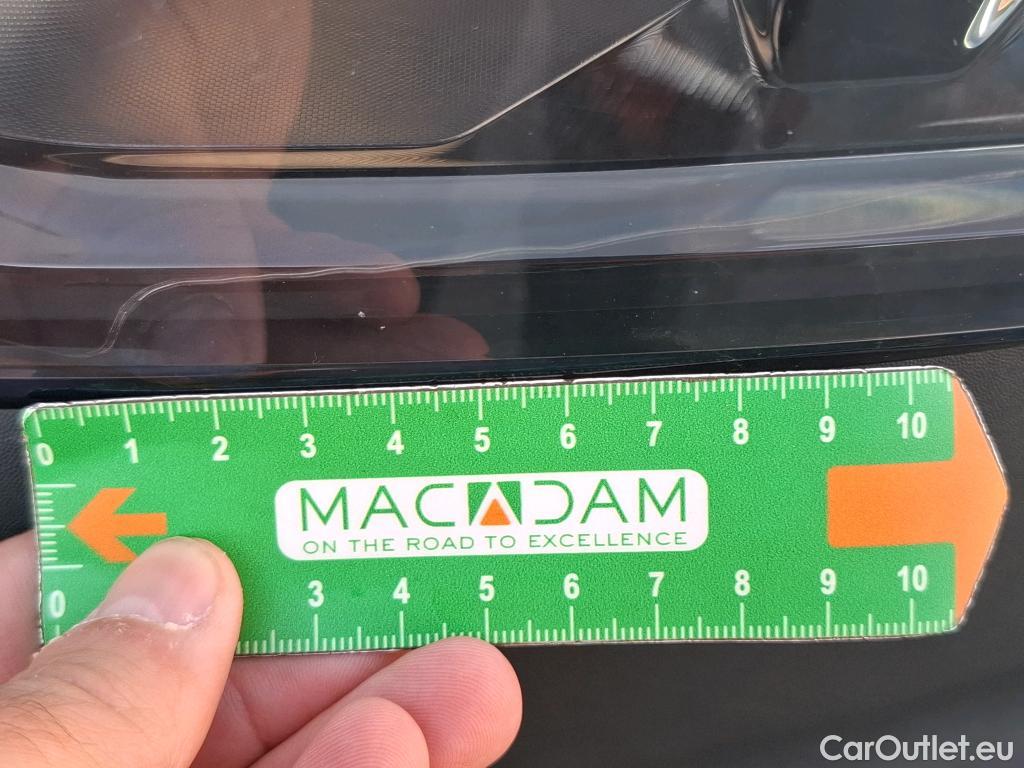 0 1 2 3 4 5 6 7 8 9 10
MACADAM
ON THE ROAD TO EXCELLENCE
0 3 4 5 6 7 8 9 10
CarOutlet.eu